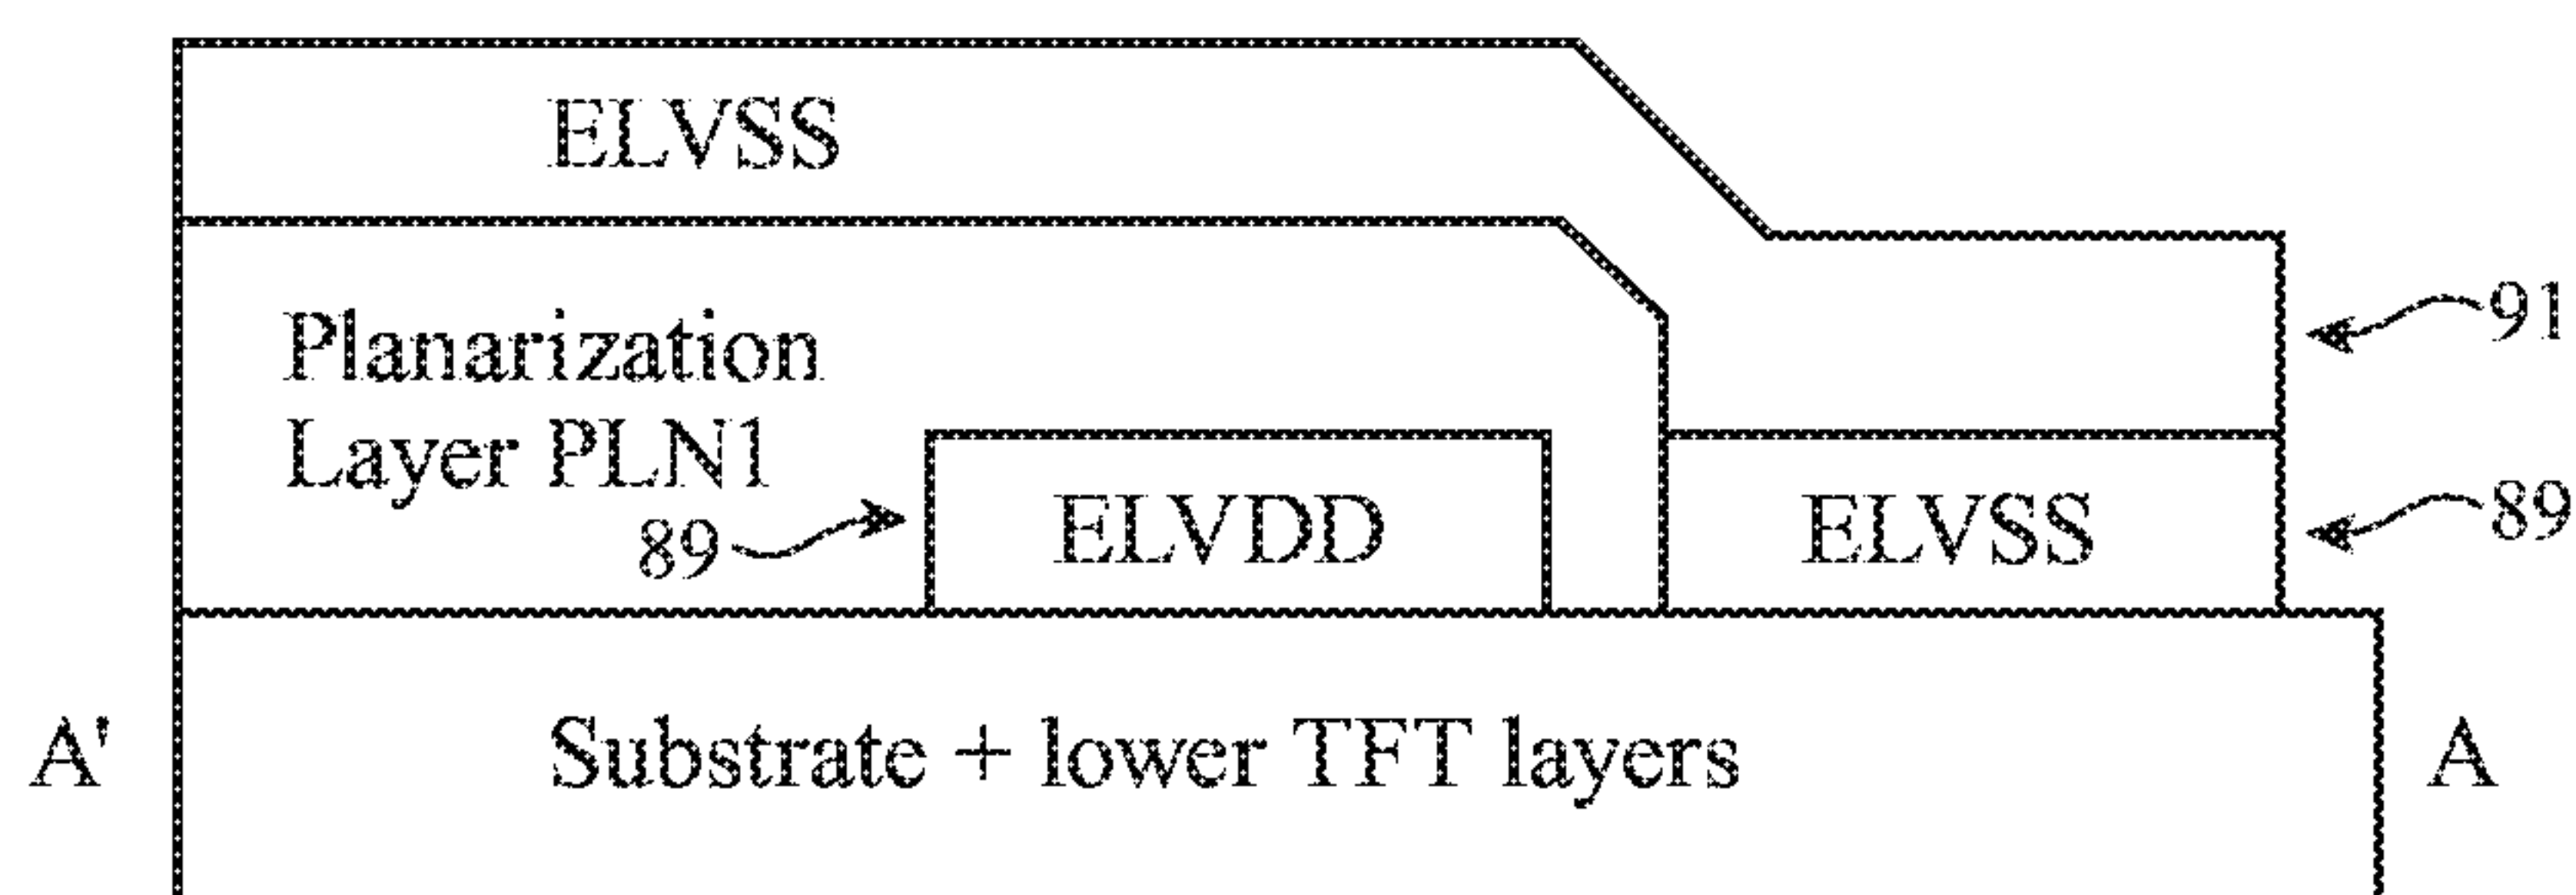 ELVSS
91
Planarization
Layer PLN1
89
ELVDD
ELVSS
89
A'
Substrate + lower TFT layers
A